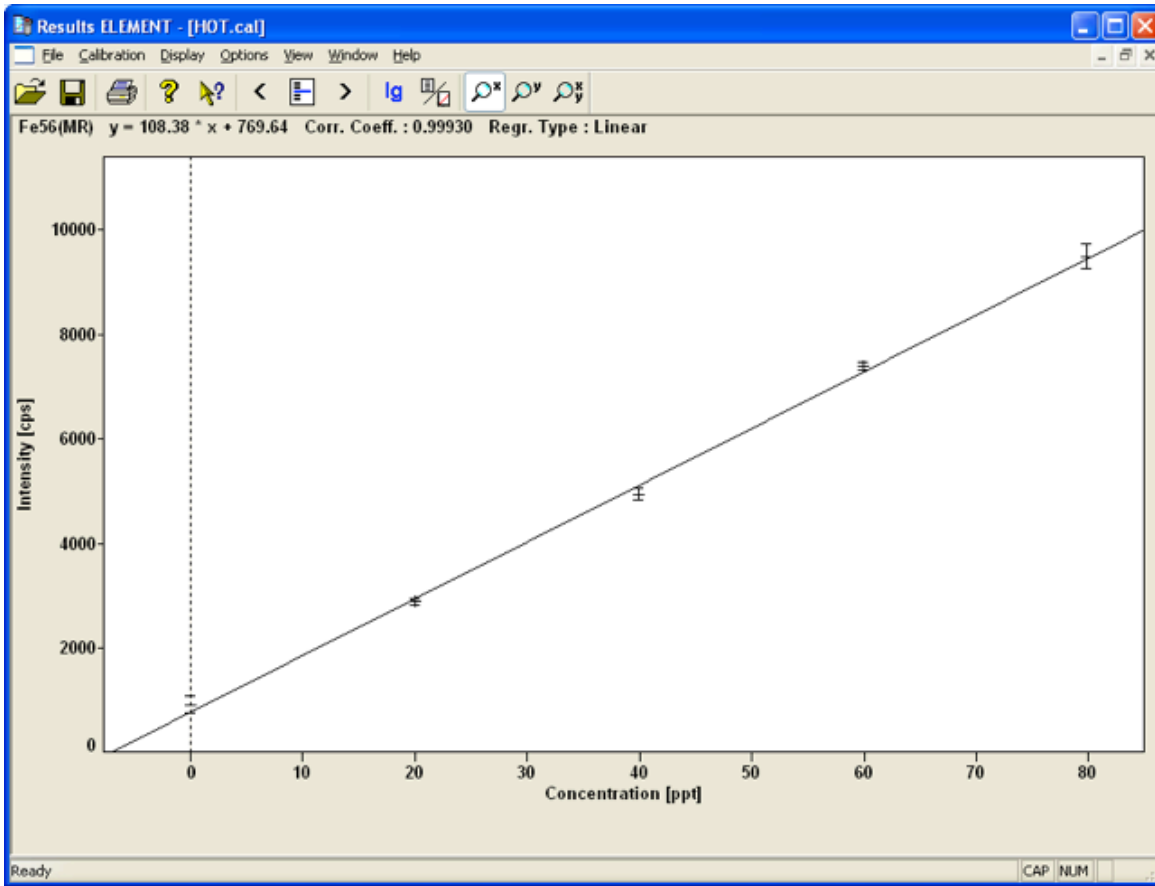 Results ELEMENT - [HOT.cal]
File Calibration Display Options View Window Help
lg x y x y
Fe56(MR) y = 108.38 * x + 769.64 Corr. Coeff. : 0.99930 Regr. Type : Linear
10000
8000
6000
4000
2000
0
Intensity [cps]
0 10 20 30 40 50 60 70 80
Concentration [ppt]
Ready CAP NUM